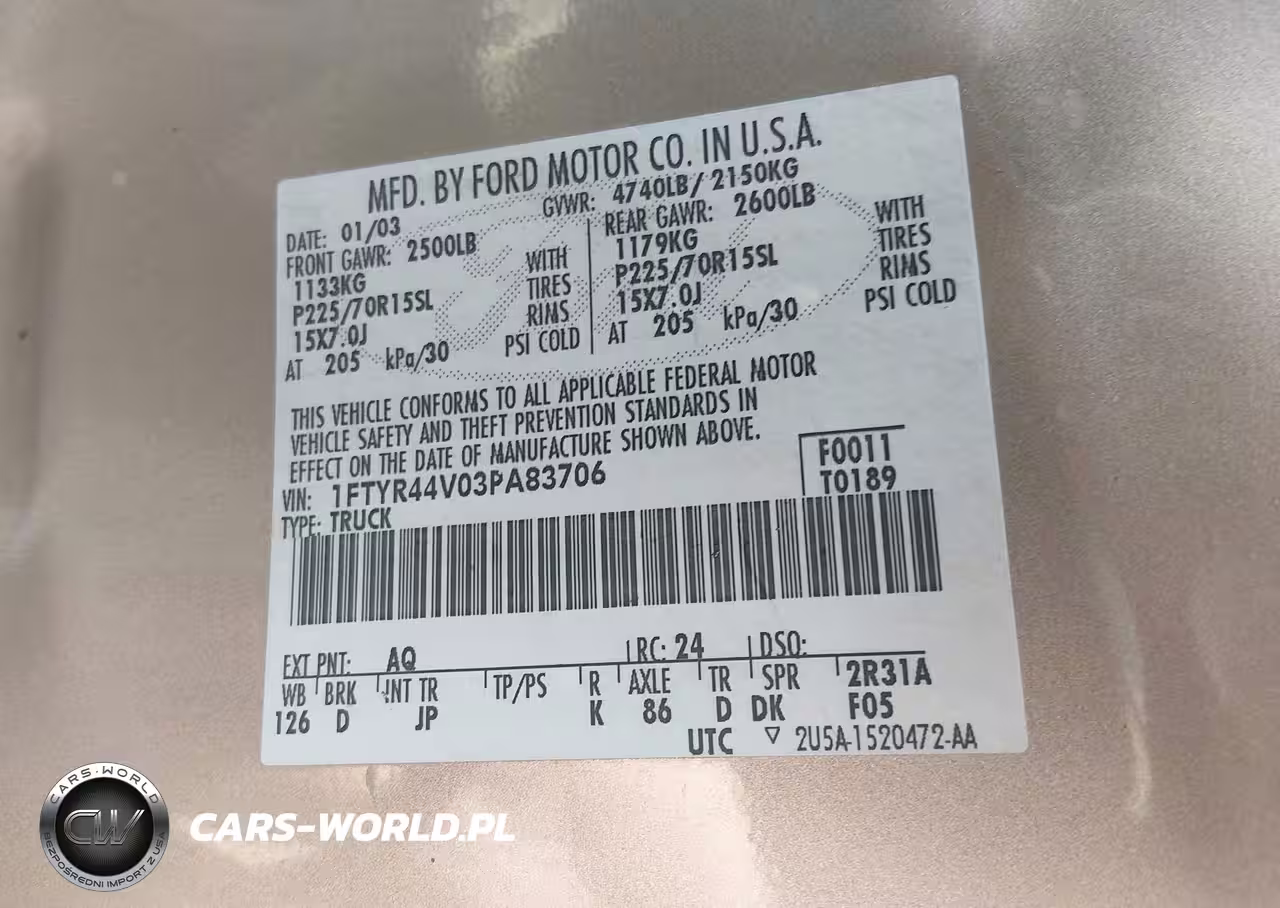 MFD. BY FORD MOTOR CO. IN U.S.A.
DATE: 01/03 GVWR: 4740LB/ 2150KG
FRONT GAWR: 2500LB REAR GAWR: 2600LB
1133KG WITH 1179KG WITH
P225/70R15SL TIRES P225/70R15SL TIRES
15X7.0J RIMS 15X7.0J RIMS
AT 205 kPa/30 PSI COLD AT 205 kPa/30 PSI COLD
THIS VEHICLE CONFORMS TO ALL APPLICABLE FEDERAL MOTOR
VEHICLE SAFETY AND THEFT PREVENTION STANDARDS IN
EFFECT ON THE DATE OF MANUFACTURE SHOWN ABOVE.
VIN: 1FTYR44V03PA83706 F0011
TYPE: TRUCK T0189
EXT PNT: AQ RC: 24 DSO:
WB BRK INT TR TP/PS R AXLE TR SPR 2R31A
126 D JP K 86 D DK F05
UTC ▽ 2U5A-1520472-AA
CARS-WORLD
CW
BEZPOŚREDNI IMPORT Z USA
CARS-WORLD.PL